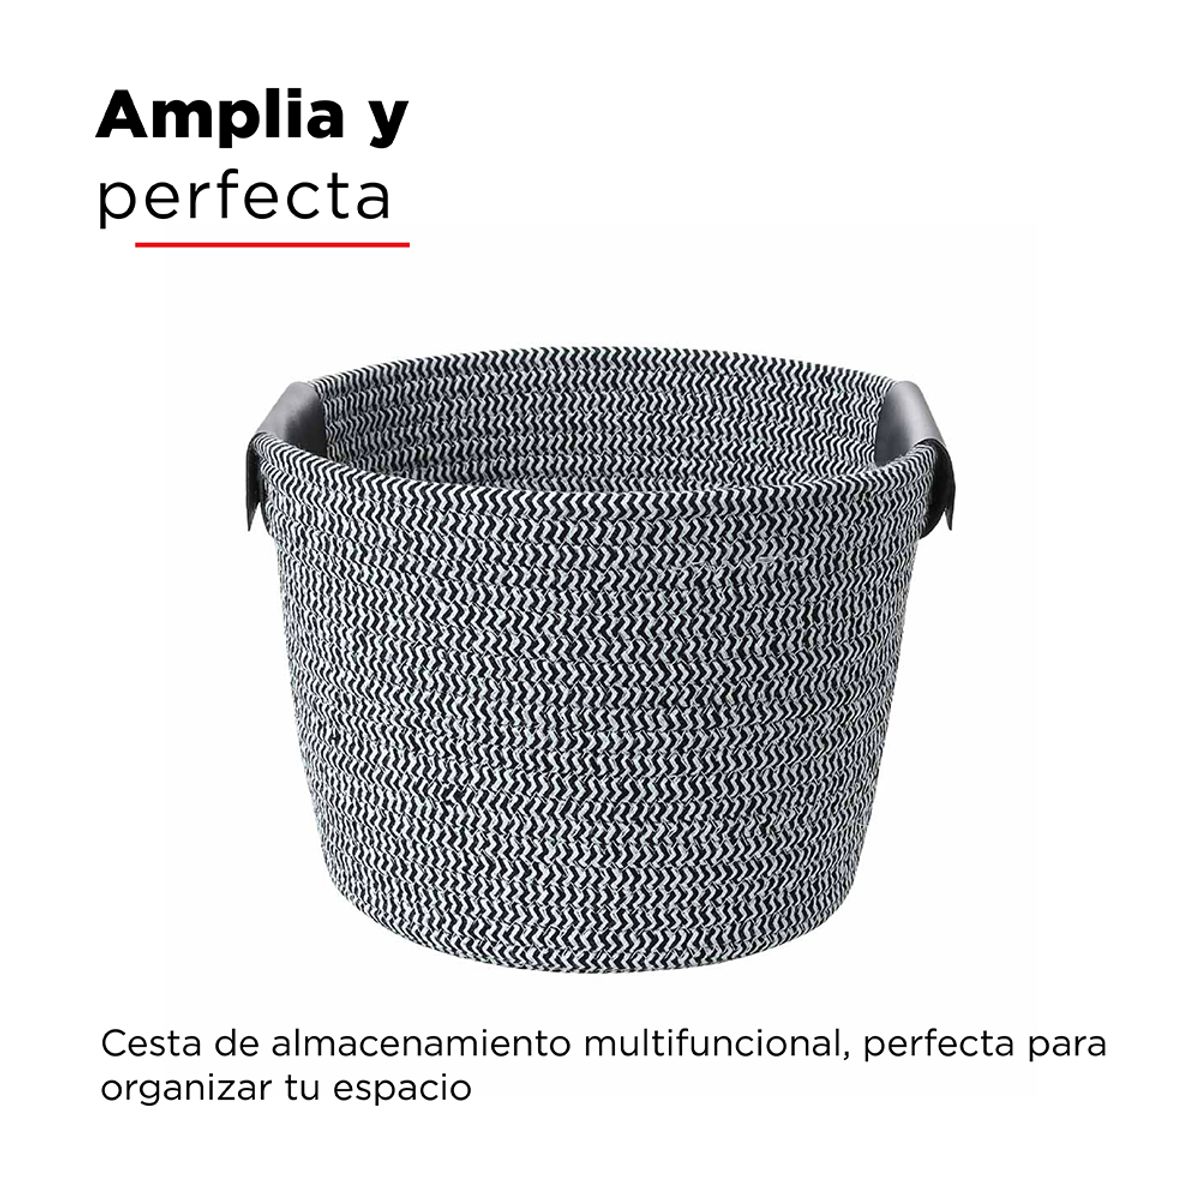 Amplia y
perfecta
Cesta de almacenamiento multifuncional, perfecta para
organizar tu espacio